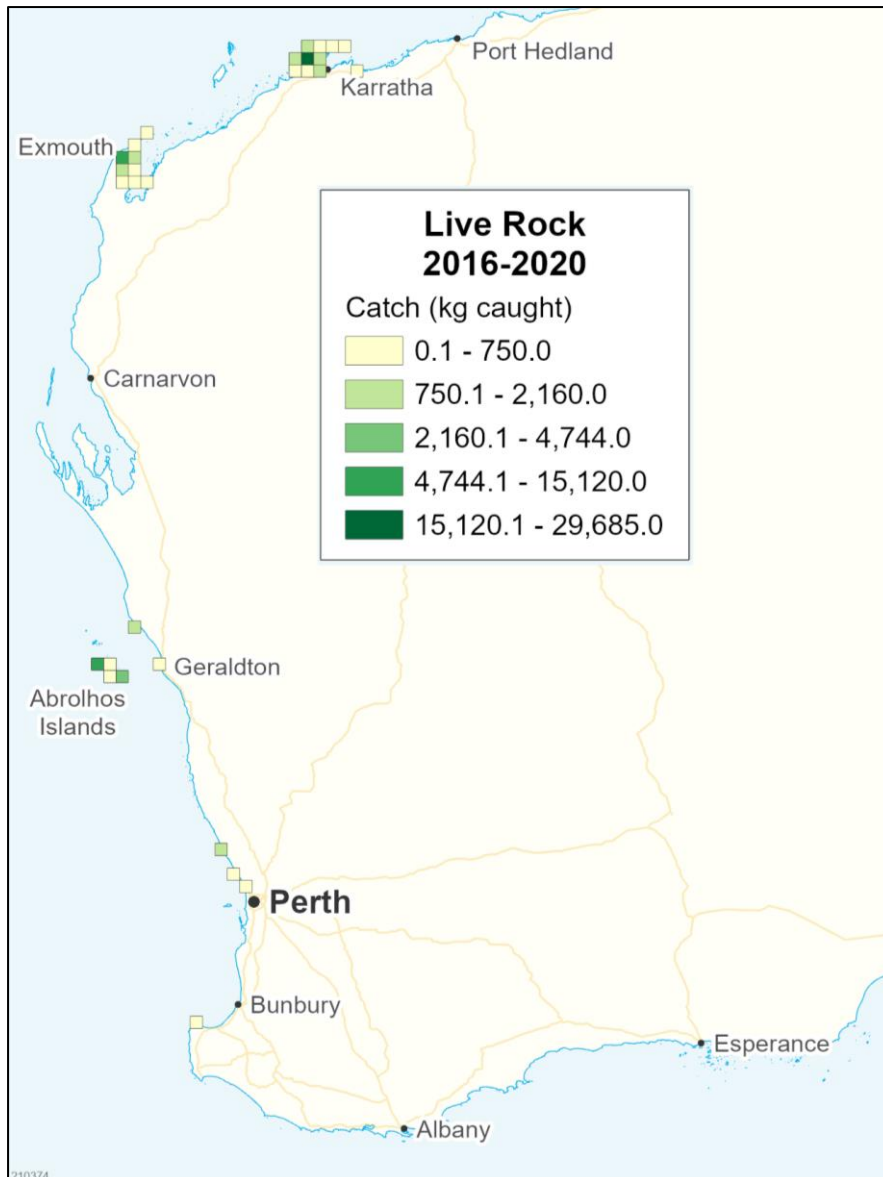 Port Hedland
Karratha
Exmouth
Live Rock
2016-2020
Catch (kg caught)
0.1 - 750.0
750.1 - 2,160.0
2,160.1 - 4,744.0
4,744.1 - 15,120.0
15,120.1 - 29,685.0
Carnarvon
Geraldton
Abrolhos
Islands
Perth
Bunbury
Esperance
Albany
210374